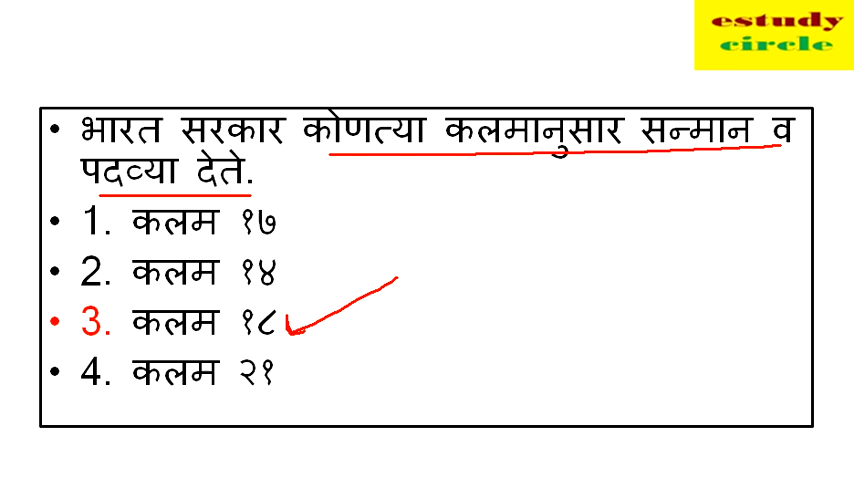 estudy
circle
• भारत सरकार कोणत्या कलमानुसार सन्मान व
पदव्या देते.
• 1. कलम १७
• 2. कलम १४
• 3. कलम १८
• 4. कलम २१